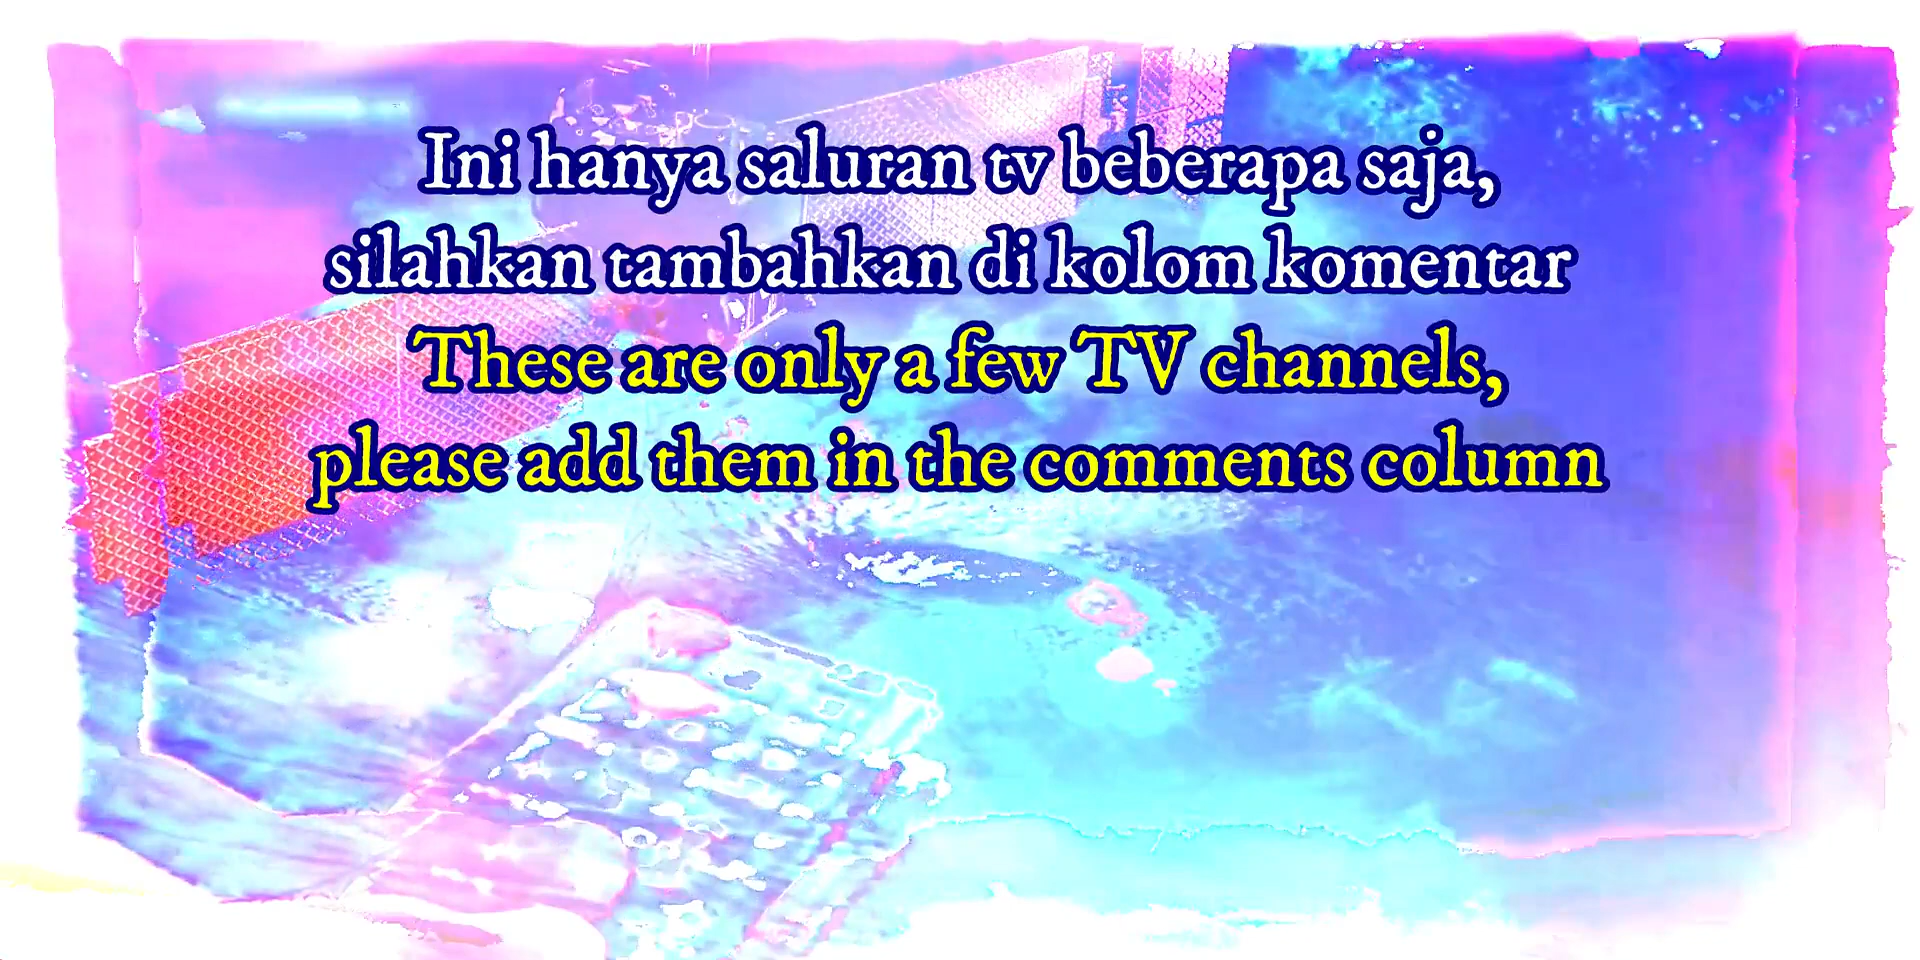 Ini hanya saluran tv beberapa saja,
silahkan tambahkan di kolom komentar
These are only a few TV channels,
please add them in the comments column